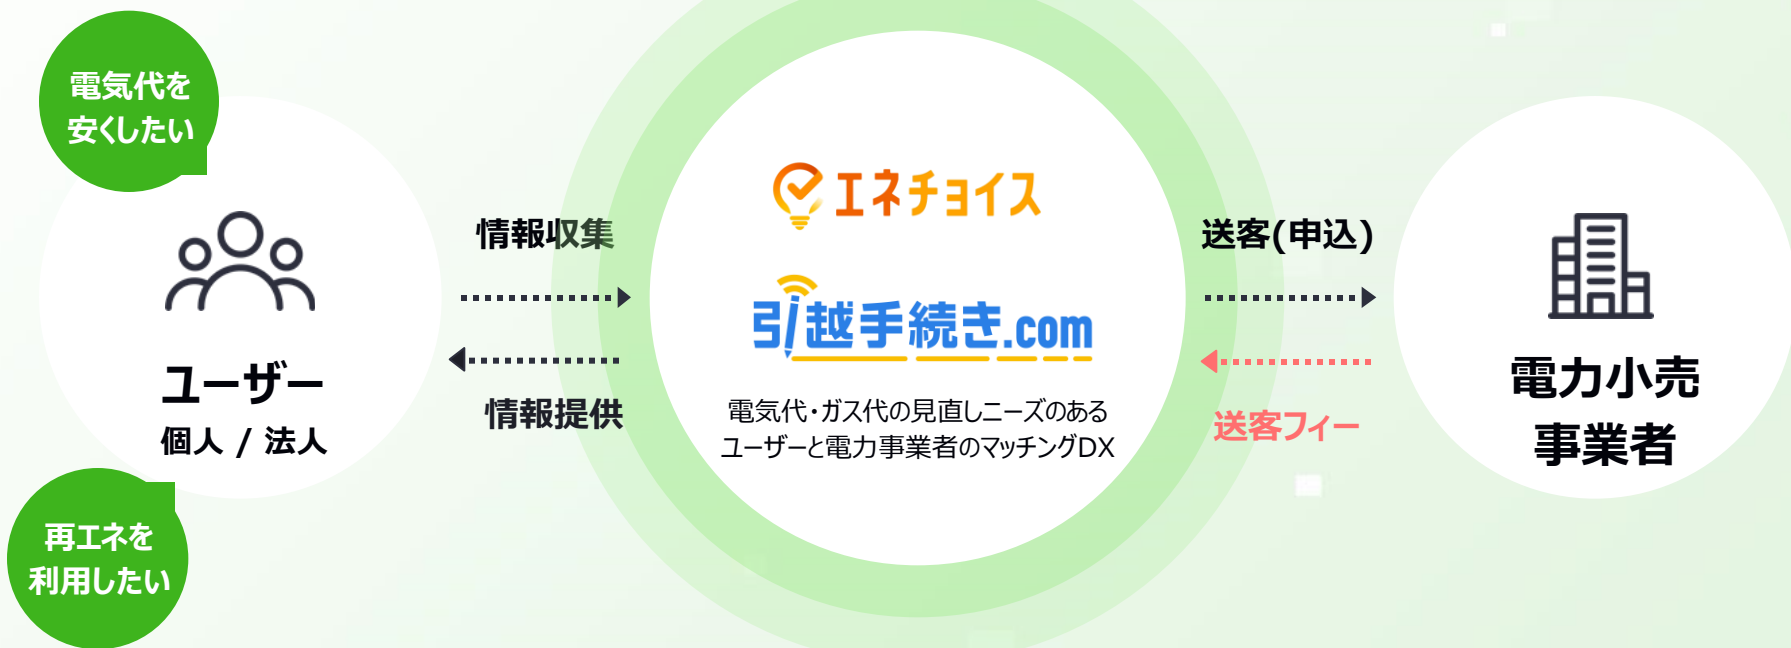 電気代を
安くしたい
ユーザー
個人 / 法人
再エネを
利用したい
情報収集
情報提供
エネチョイス
引越手続き.com
電気代・ガス代の見直しニーズのある
ユーザーと電力事業者のマッチングDX
送客(申込)
送客フィー
電力小売
事業者